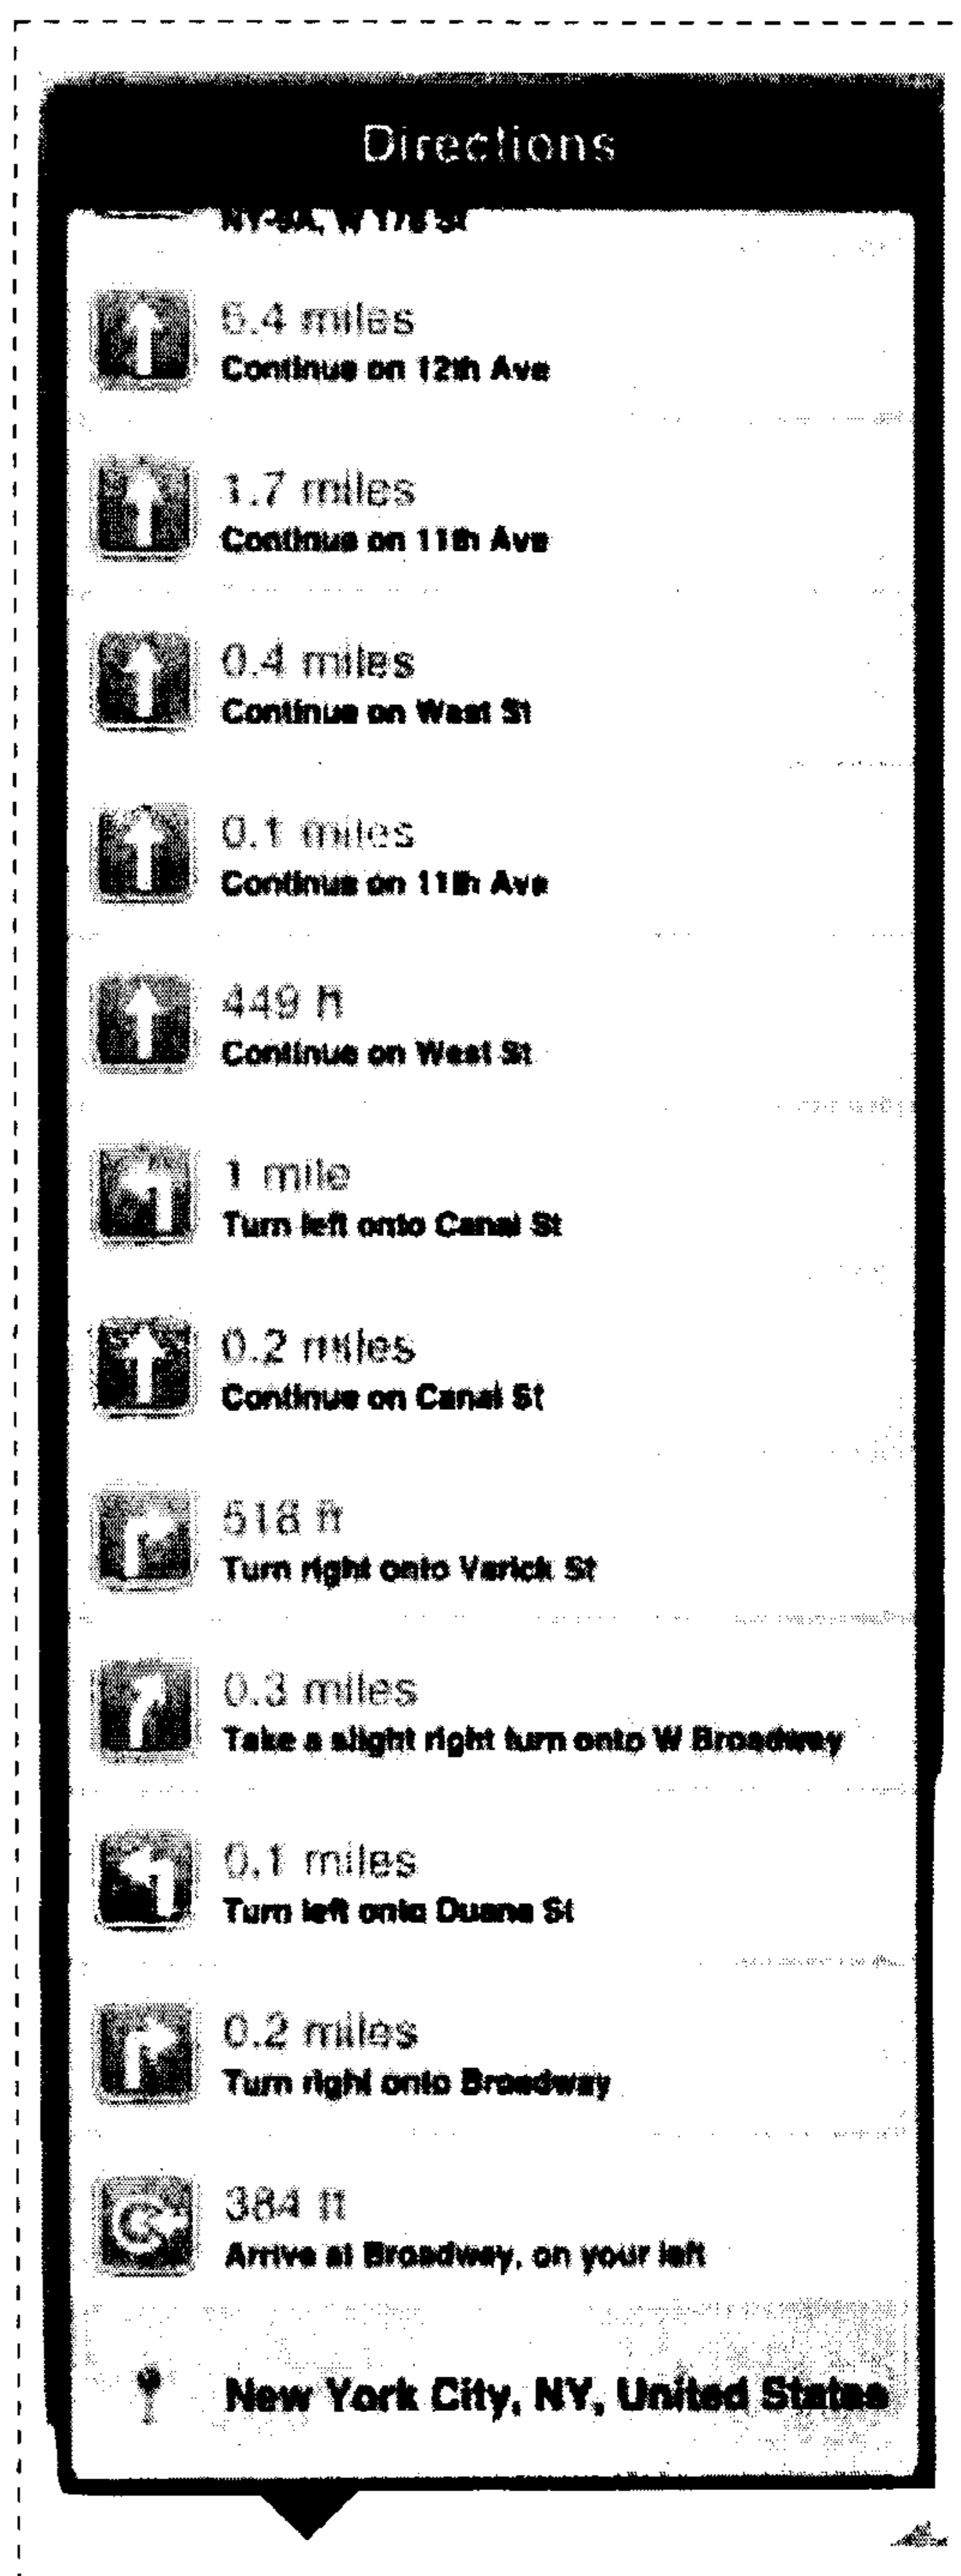 Directions
NY-9A, W 178 St
6.4 miles
Continue on 12th Ave
1.7 miles
Continue on 11th Ave
0.4 miles
Continue on West St
0.1 miles
Continue on 11th Ave
449 ft
Continue on West St
1 mile
Turn left onto Canal St
0.2 miles
Continue on Canal St
518 ft
Turn right onto Varick St
0.3 miles
Take a slight right turn onto W Broadway
0.1 miles
Turn left onto Duane St
0.2 miles
Turn right onto Broadway
384 ft
Arrive at Broadway, on your left
New York City, NY, United States